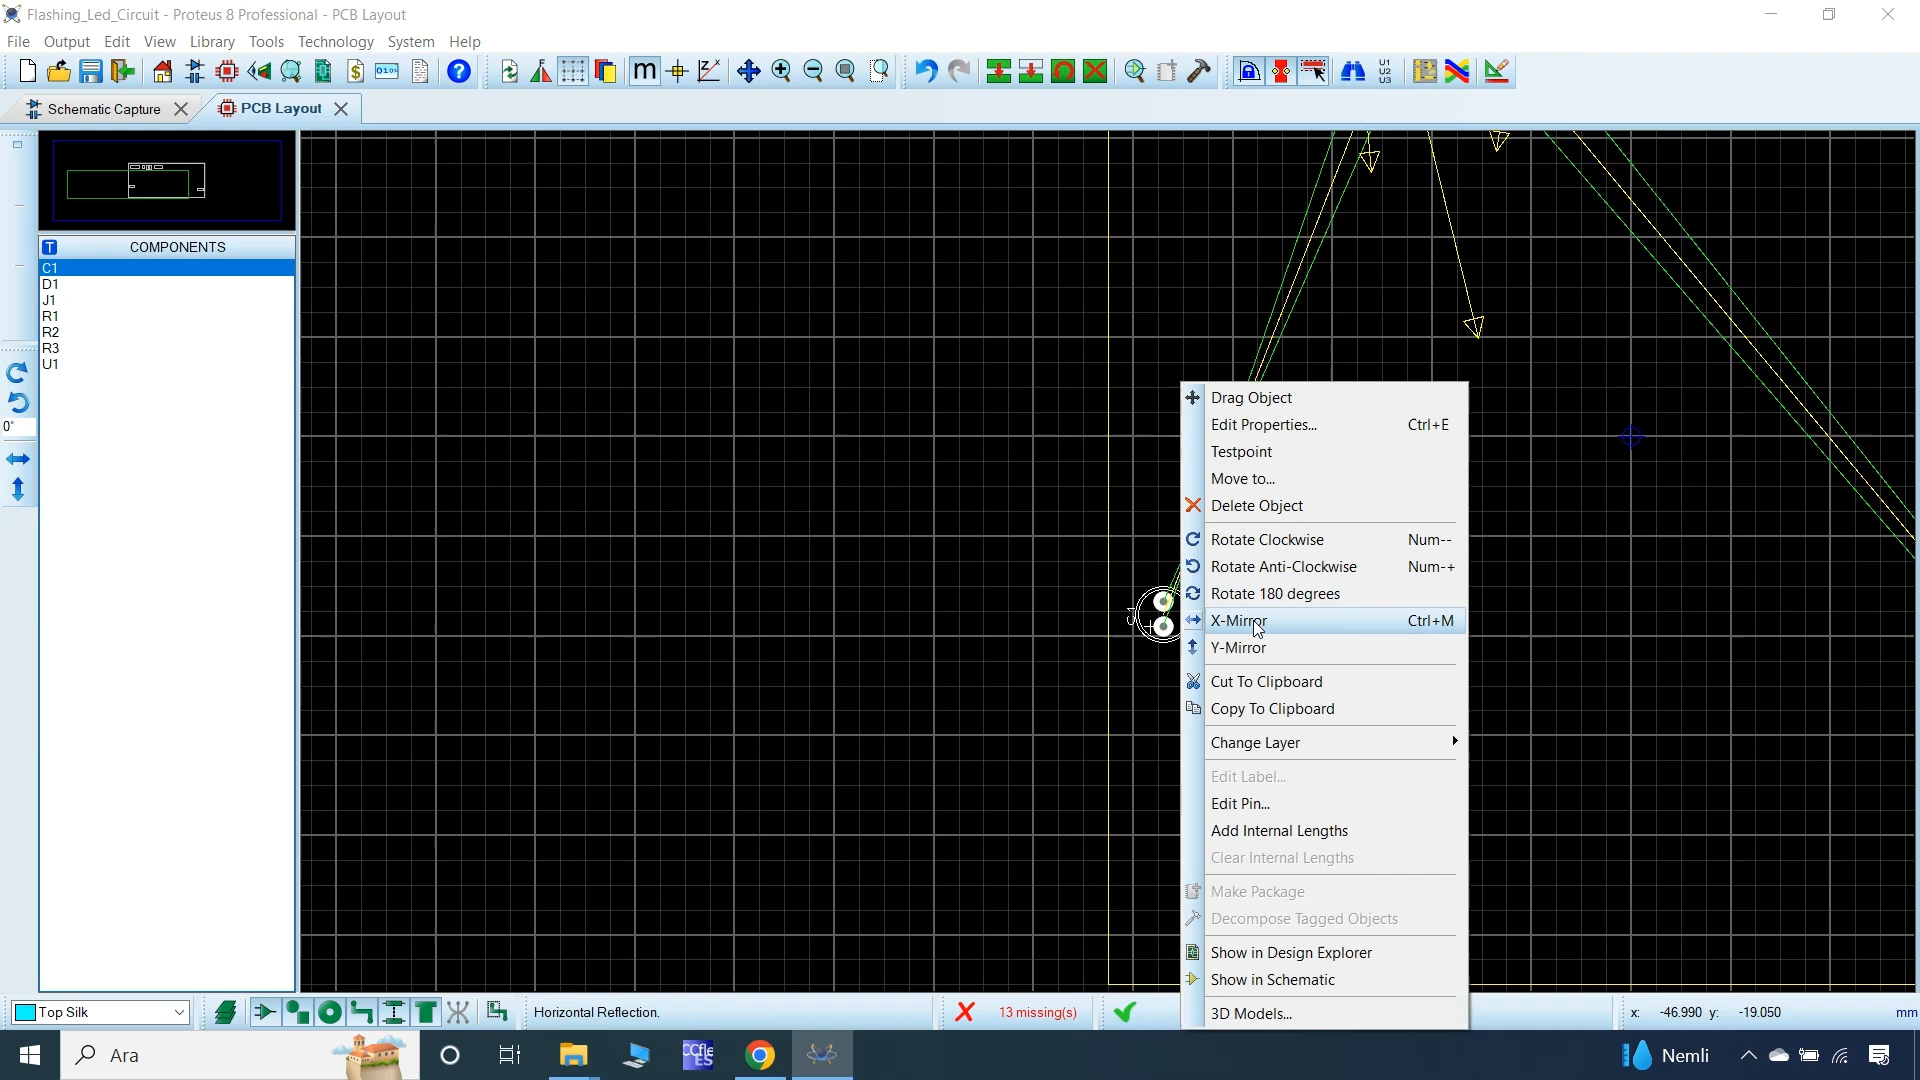 Flashing_Led_Circuit - Proteus 8 Professional - PCB Layout
File Output Edit View Library Tools Technology System Help
Schematic Capture
PCB Layout
COMPONENTS
C1
D1
J1
R1
R2
R3
U1
0°
Drag Object
Edit Properties... Ctrl+E
Testpoint
Move to...
Delete Object
Rotate Clockwise Num--
Rotate Anti-Clockwise Num-+
Rotate 180 degrees
X-Mirror Ctrl+M
Y-Mirror
Cut To Clipboard
Copy To Clipboard
Change Layer
Edit Label...
Edit Pin...
Add Internal Lengths
Clear Internal Lengths
Make Package
Decompose Tagged Objects
Show in Design Explorer
Show in Schematic
3D Models...
Top Silk
Horizontal Reflection.
13 missing(s)
x: -46.990 y: -19.050 mm
Ara
Nemli